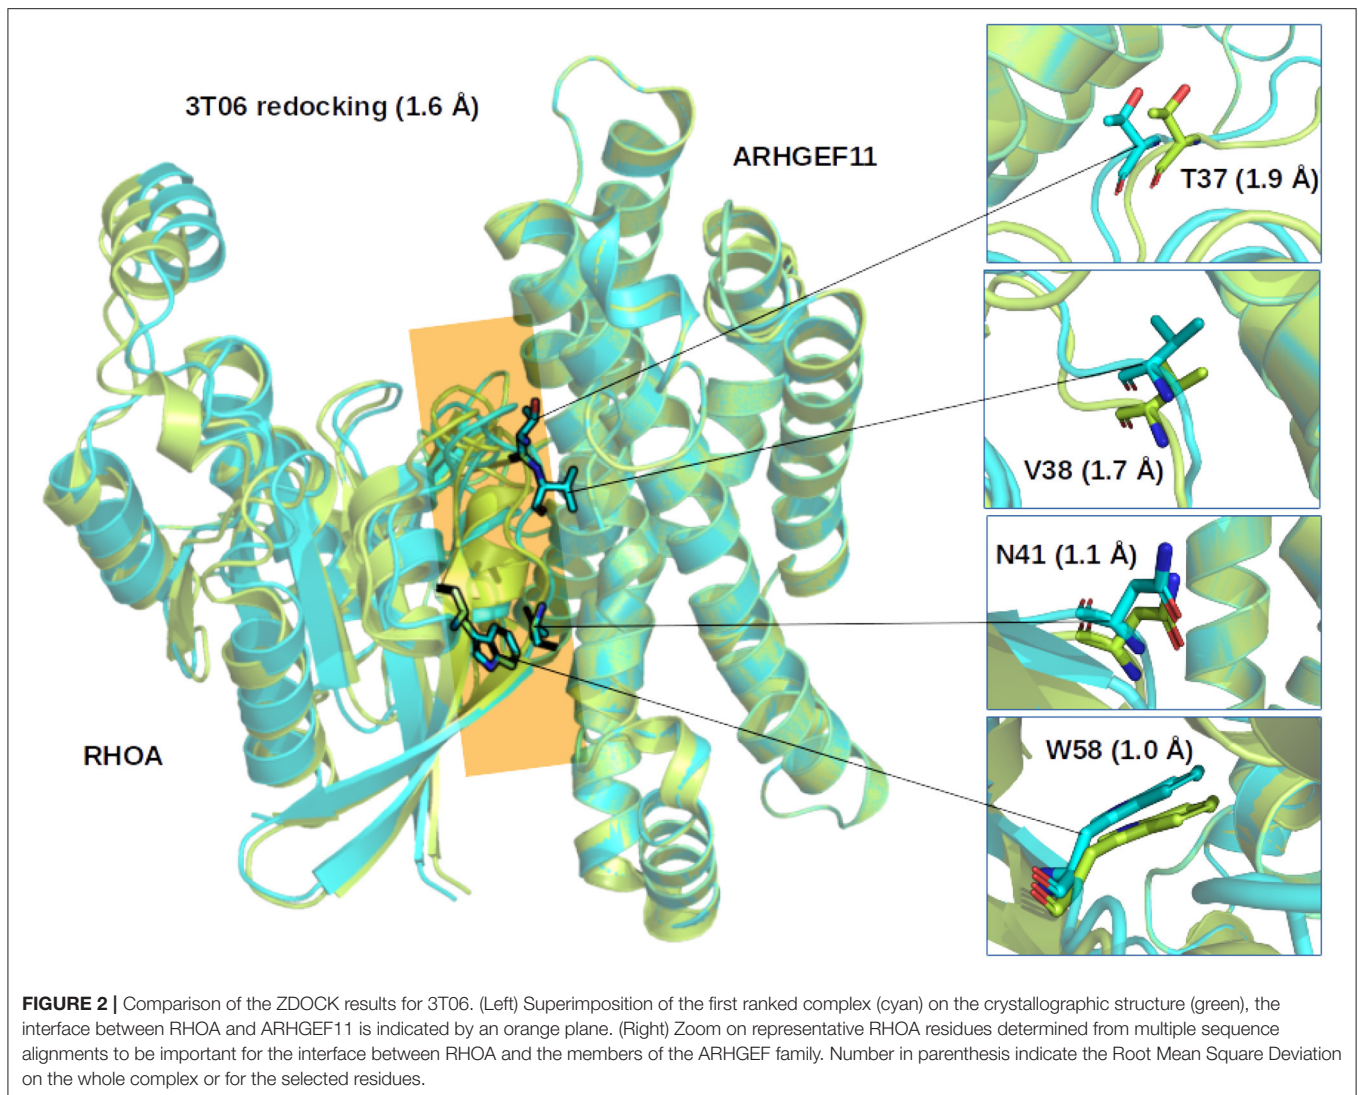 3T06 redocking (1.6 Å)
ARHGEF11
RHOA
T37 (1.9 Å)
V38 (1.7 Å)
N41 (1.1 Å)
W58 (1.0 Å)
FIGURE 2 | Comparison of the ZDOCK results for 3T06. (Left) Superimposition of the first ranked complex (cyan) on the crystallographic structure (green), the
interface between RHOA and ARHGEF11 is indicated by an orange plane. (Right) Zoom on representative RHOA residues determined from multiple sequence
alignments to be important for the interface between RHOA and the members of the ARHGEF family. Number in parenthesis indicate the Root Mean Square Deviation
on the whole complex or for the selected residues.